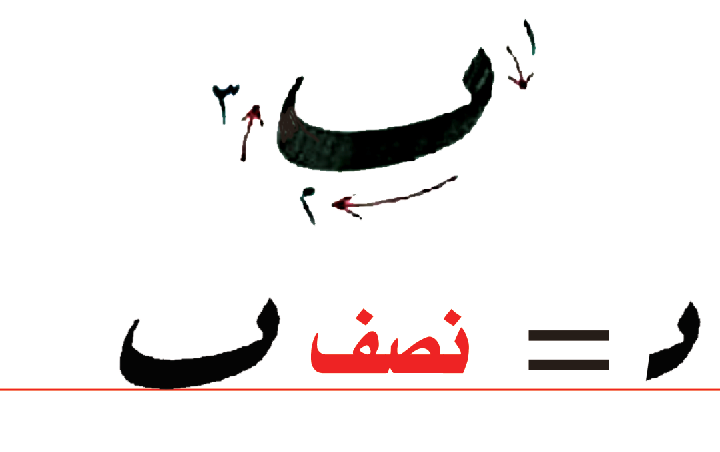 ١ ٮ ٣
٢
ر = نصف ٮ